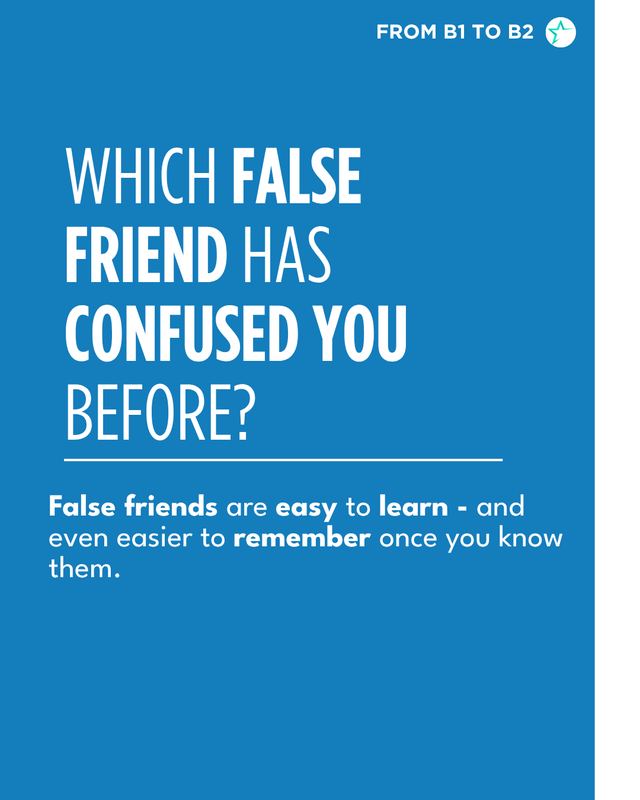 FROM B1 TO B2
WHICH FALSE
FRIEND HAS
CONFUSED YOU
BEFORE?
False friends are easy to learn - and
even easier to remember once you know
them.